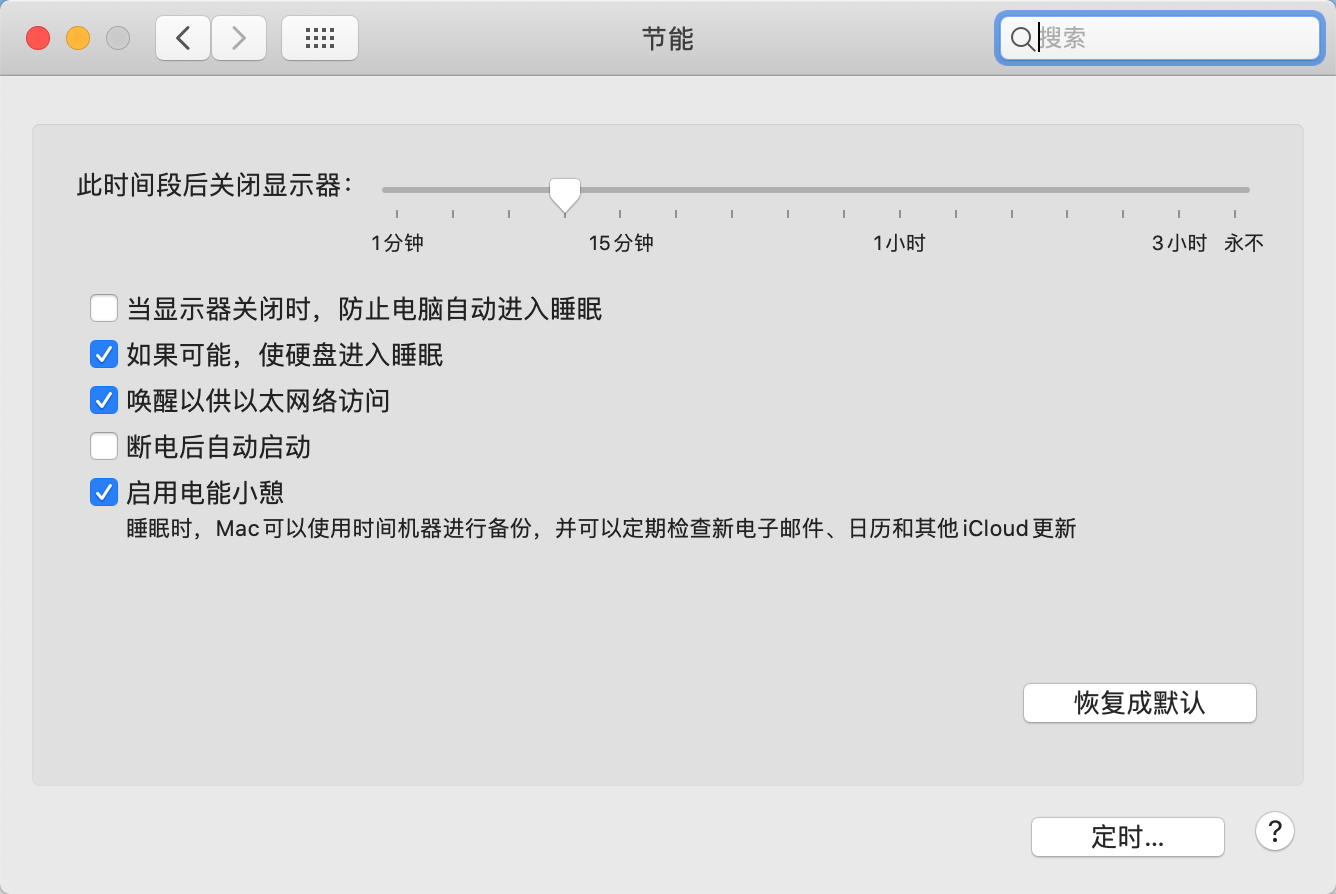 节能
搜索
此时间段后关闭显示器：
1分钟
15分钟
1小时
3小时
永不
当显示器关闭时，防止电脑自动进入睡眠
如果可能，使硬盘进入睡眠
唤醒以供以太网络访问
断电后自动启动
启用电能小憩
睡眠时，Mac可以使用时间机器进行备份，并可以定期检查新电子邮件、日历和其他iCloud更新
恢复成默认
定时...
?